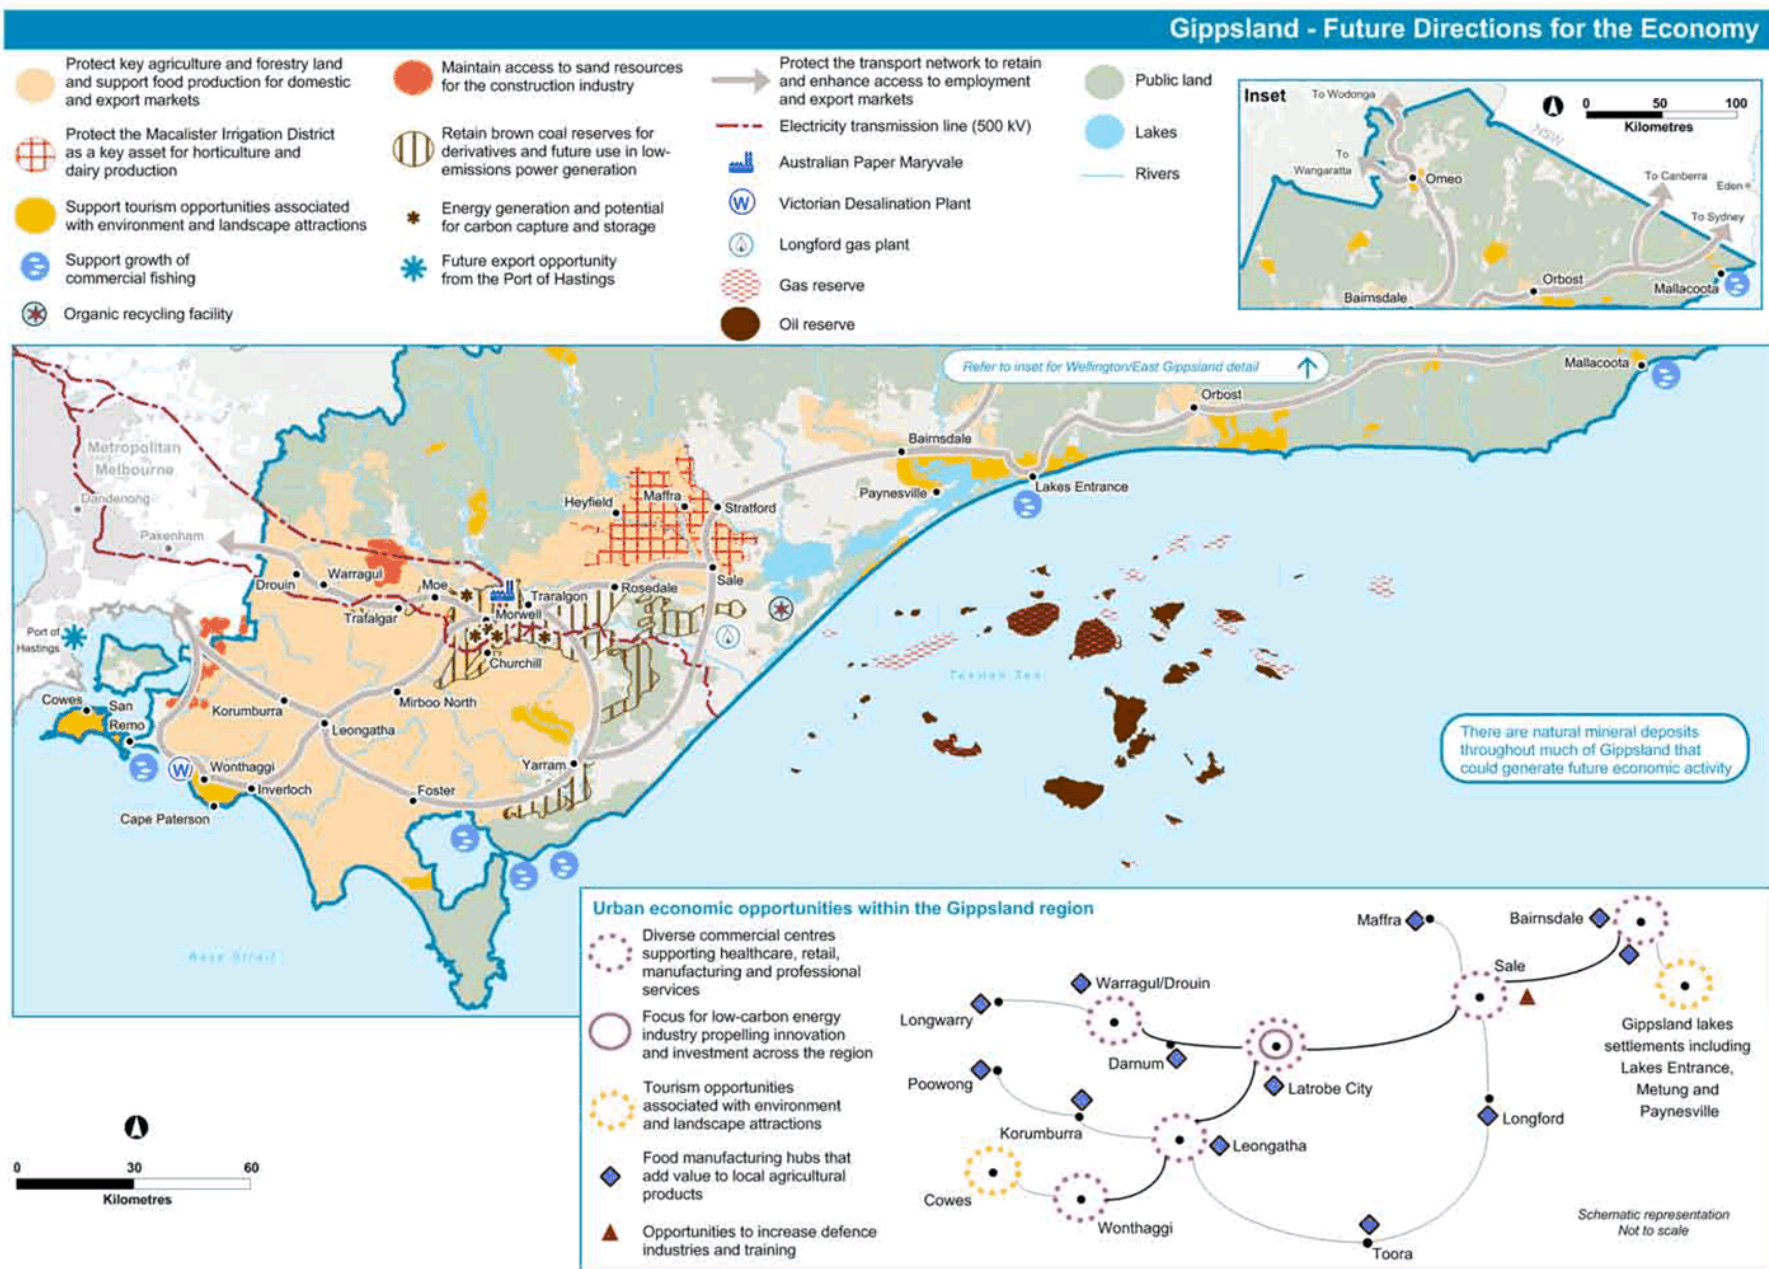 Gippsland - Future Directions for the Economy
Protect key agriculture and forestry land
and support food production for domestic
and export markets
Protect the Macalister Irrigation District
as a key asset for horticulture and
dairy production
Support tourism opportunities associated
with environment and landscape attractions
Support growth of
commercial fishing
Organic recycling facility
Maintain access to sand resources
for the construction industry
Retain brown coal reserves for
derivatives and future use in low-
emissions power generation
Energy generation and potential
for carbon capture and storage
Future export opportunity
from the Port of Hastings
Protect the transport network to retain
and enhance access to employment
and export markets
Electricity transmission line (500 kV)
Australian Paper Maryvale
W
Victorian Desalination Plant
Longford gas plant
Gas reserve
Oil reserve
Public land
Lakes
Rivers
Inset
To Wodonga
0 50 100
Kilometres
NSW
To
Wangaratta
Omeo
To Canberra
Eden
To Sydney
Orbost
Mallacoota
Bairnsdale
Refer to inset for Wellington/East Gippsland detail
Mallacoota
Orbost
Metropolitan
Melbourne
Bairnsdale
Dandenong
Heyfield
Maffra
Stratford
Paynesville
Lakes Entrance
Pakenham
Drouin
Warragul
Moe
Sale
Rosedale
Traralgon
Trafalgar
Morwell
Port of
Hastings
Churchill
Tasman Sea
Cowes
San
Remo
Korumburra
Mirboo North
Leongatha
There are natural mineral deposits
throughout much of Gippsland that
could generate future economic activity
W
Wonthaggi
Yarram
Inverloch
Foster
Cape Paterson
Bass Strait
Urban economic opportunities within the Gippsland region
Diverse commercial centres
supporting healthcare, retail,
manufacturing and professional
services
Focus for low-carbon energy
industry propelling innovation
and investment across the region
Tourism opportunities
associated with environment
and landscape attractions
Food manufacturing hubs that
add value to local agricultural
products
Opportunities to increase defence
industries and training
Maffra
Bairnsdale
Sale
Warragul/Drouin
Longwarry
Darnum
Poowong
Latrobe City
Korumburra
Leongatha
Longford
Cowes
Wonthaggi
Toora
Gippsland lakes
settlements including
Lakes Entrance,
Metung and
Paynesville
Schematic representation
Not to scale
0 30 60
Kilometres